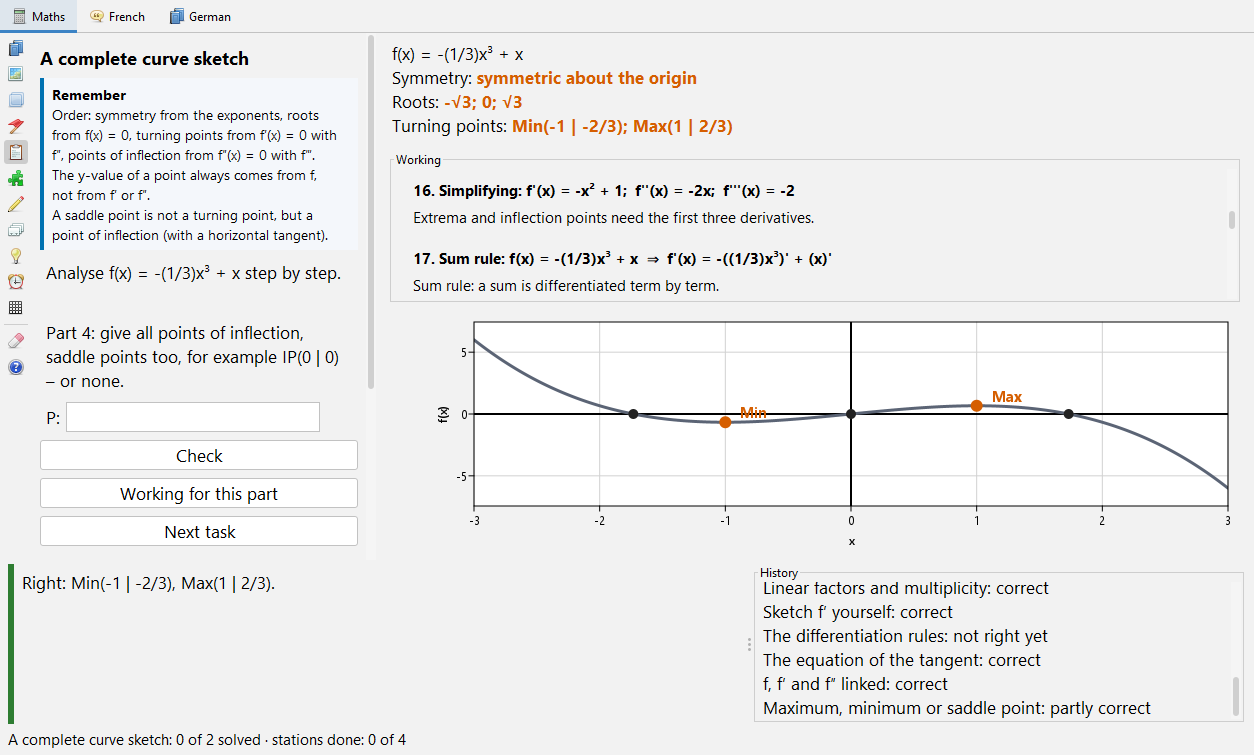 Maths French German
A complete curve sketch
Remember
Order: symmetry from the exponents, roots
from f(x) = 0, turning points from f′(x) = 0 with
f″, points of inflection from f″(x) = 0 with f‴.
The y-value of a point always comes from f,
not from f′ or f″.
A saddle point is not a turning point, but a
point of inflection (with a horizontal tangent).
Analyse f(x) = -(1/3)x³ + x step by step.
Part 4: give all points of inflection,
saddle points too, for example IP(0 | 0)
– or none.
P:
Check
Working for this part
Next task
f(x) = -(1/3)x³ + x
Symmetry: symmetric about the origin
Roots: -√3; 0; √3
Turning points: Min(-1 | -2/3); Max(1 | 2/3)
Working
16. Simplifying: f'(x) = -x² + 1; f''(x) = -2x; f'''(x) = -2
Extrema and inflection points need the first three derivatives.
17. Sum rule: f(x) = -(1/3)x³ + x ⇒ f'(x) = -((1/3)x³)' + (x)'
Sum rule: a sum is differentiated term by term.
f(x)
5
0
-5
Min
Max
-3 -2 -1 0 1 2 3
x
Right: Min(-1 | -2/3), Max(1 | 2/3).
History
Linear factors and multiplicity: correct
Sketch f′ yourself: correct
The differentiation rules: not right yet
The equation of the tangent: correct
f, f′ and f″ linked: correct
Maximum, minimum or saddle point: partly correct
A complete curve sketch: 0 of 2 solved · stations done: 0 of 4